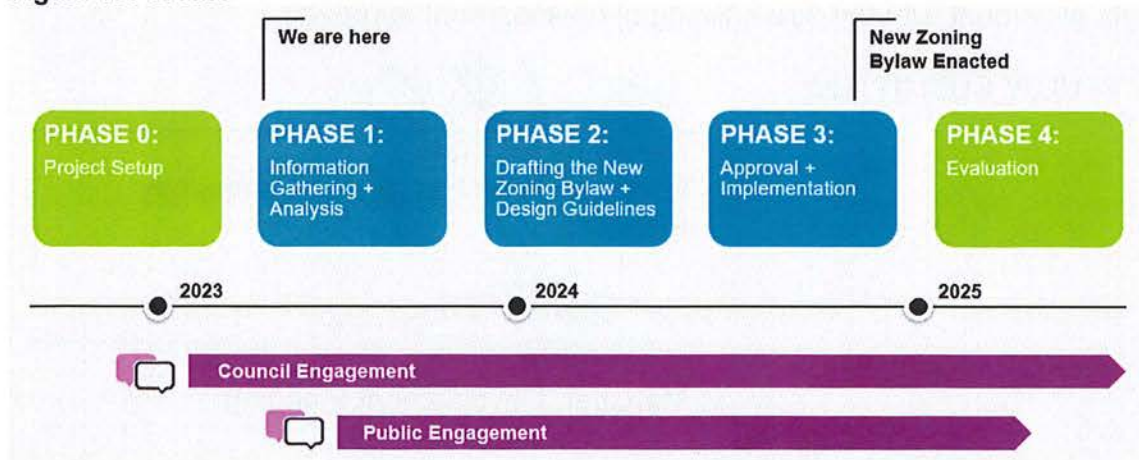 We are here
New Zoning
Bylaw Enacted
PHASE 0:
Project Setup
PHASE 1:
Information
Gathering +
Analysis
PHASE 2:
Drafting the New
Zoning Bylaw +
Design Guidelines
PHASE 3:
Approval +
Implementation
PHASE 4:
Evaluation
2023
2024
2025
Council Engagement
Public Engagement